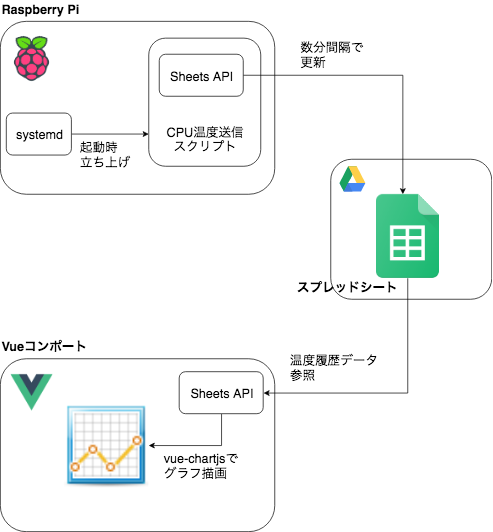 Raspberry Pi
数分間隔で
更新
Sheets API
systemd
起動時
立ち上げ
CPU温度送信
スクリプト
スプレッドシート
Vueコンポート
温度履歴データ
参照
Sheets API
vue-chartjsで
グラフ描画